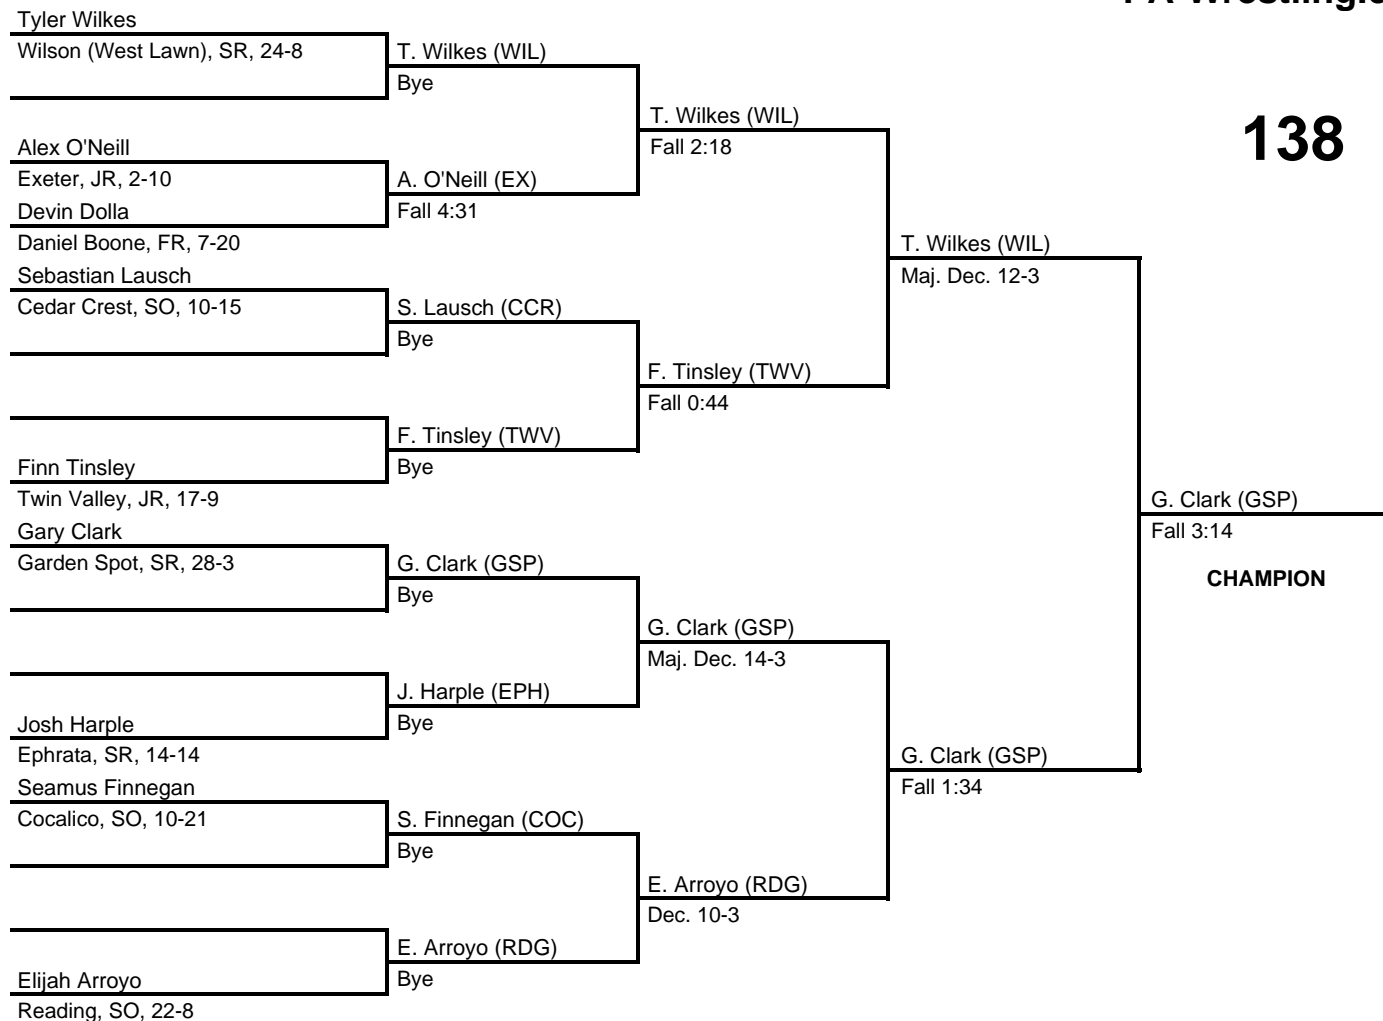 Tyler Wilkes
Wilson (West Lawn), SR, 24-8
Alex O'Neill
Exeter, JR, 2-10
Devin Dolla
Daniel Boone, FR, 7-20
Sebastian Lausch
Cedar Crest, SO, 10-15
Finn Tinsley
Twin Valley, JR, 17-9
Gary Clark
Garden Spot, SR, 28-3
Josh Harple
Ephrata, SR, 14-14
Seamus Finnegan
Cocalico, SO, 10-21
Elijah Arroyo
Reading, SO, 22-8
T. Wilkes (WIL)
Bye
A. O'Neill (EX)
Fall 4:31
S. Lausch (CCR)
Bye
F. Tinsley (TWV)
Bye
G. Clark (GSP)
Bye
J. Harple (EPH)
Bye
S. Finnegan (COC)
Bye
E. Arroyo (RDG)
Bye
T. Wilkes (WIL)
Fall 2:18
F. Tinsley (TWV)
Fall 0:44
G. Clark (GSP)
Maj. Dec. 14-3
E. Arroyo (RDG)
Dec. 10-3
T. Wilkes (WIL)
Maj. Dec. 12-3
G. Clark (GSP)
Fall 1:34
138
G. Clark (GSP)
Fall 3:14
CHAMPION